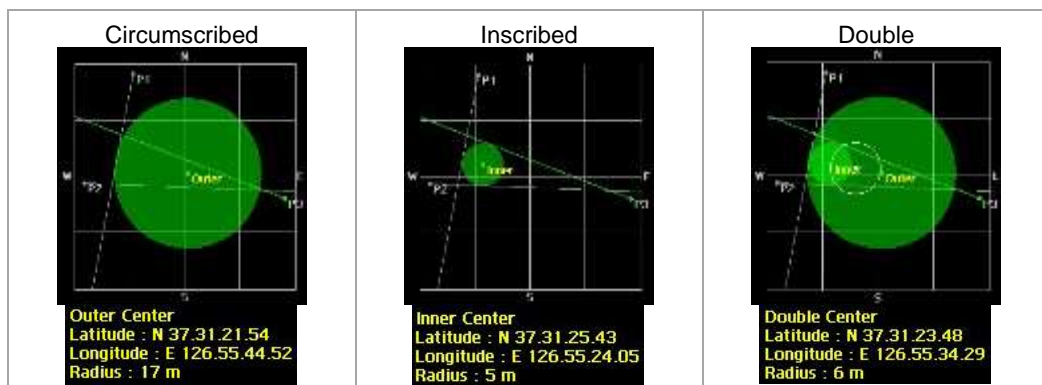 Circumscribed
N
P1
W
P2
Outer
E
P3
S
Outer Center
Latitude : N 37.31.21.54
Longitude : E 126.55.44.52
Radius : 17 m
Inscribed
N
P1
Inner
W
P2
E
P3
S
Inner Center
Latitude : N 37.31.25.43
Longitude : E 126.55.24.05
Radius : 5 m
Double
N
P1
Inner
W
P2
Outer
E
P3
S
Double Center
Latitude : N 37.31.23.48
Longitude : E 126.55.34.29
Radius : 6 m